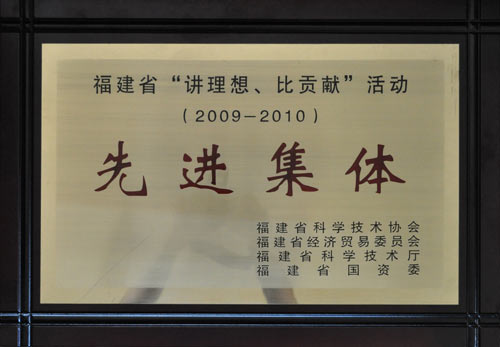 福建省“讲理想、比贡献”活动
（2009－2010）
先进集体
福建省科学技术协会
福建省经济贸易委员会
福建省科学技术厅
福建省国资委